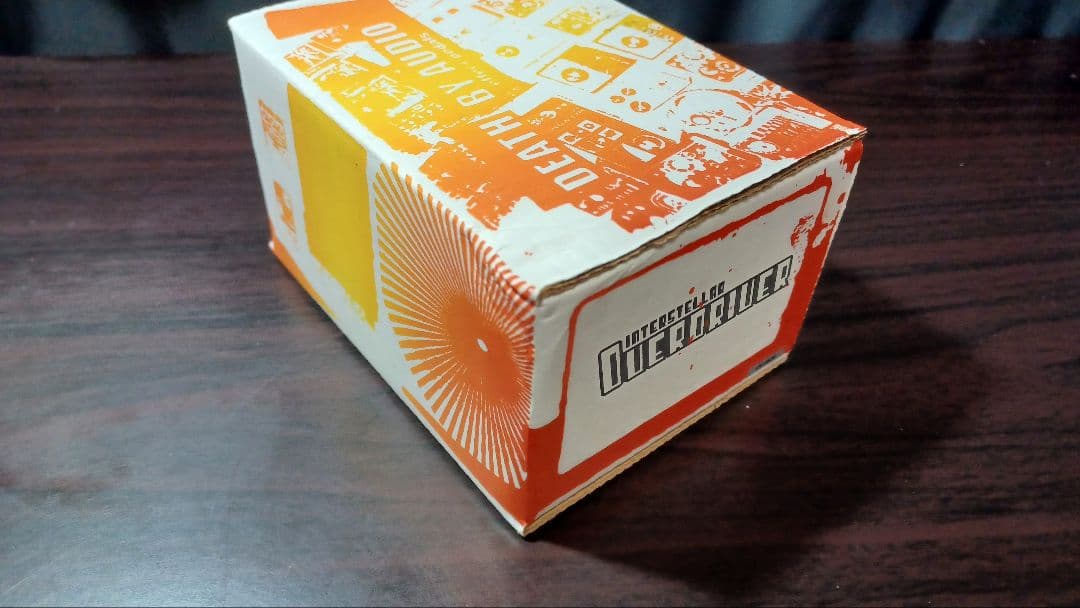 DEATH
BY AUDIO
INTERSTELLAR
OVERDRIVER